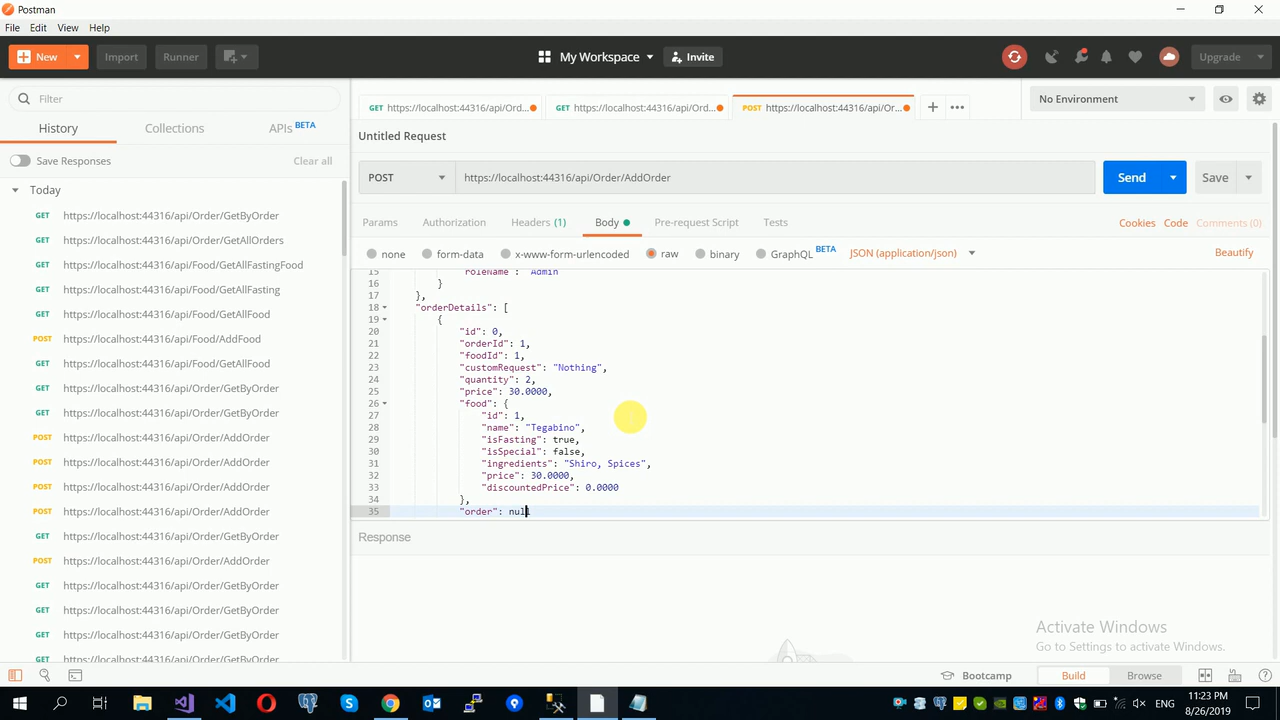 Postman
File Edit View Help
New Import Runner My Workspace Invite Upgrade
Filter
History Collections APIs BETA
Save Responses Clear all
Today
GET https://localhost:44316/api/Order/GetByOrder
GET https://localhost:44316/api/Order/GetAllOrders
GET https://localhost:44316/api/Food/GetAllFastingFood
GET https://localhost:44316/api/Food/GetAllFasting
GET https://localhost:44316/api/Food/GetAllFood
POST https://localhost:44316/api/Food/AddFood
GET https://localhost:44316/api/Food/GetAllFood
GET https://localhost:44316/api/Order/GetByOrder
GET https://localhost:44316/api/Order/GetByOrder
POST https://localhost:44316/api/Order/AddOrder
POST https://localhost:44316/api/Order/AddOrder
POST https://localhost:44316/api/Order/AddOrder
POST https://localhost:44316/api/Order/AddOrder
GET https://localhost:44316/api/Order/GetByOrder
POST https://localhost:44316/api/Order/AddOrder
GET https://localhost:44316/api/Order/GetByOrder
GET https://localhost:44316/api/Order/GetByOrder
GET https://localhost:44316/api/Order/GetByOrder
GET https://localhost:44316/api/Order/GetByOrder
GET https://localhost:44316/api/Ord... GET https://localhost:44316/api/Ord... POST https://localhost:44316/api/Or... No Environment
Untitled Request
POST https://localhost:44316/api/Order/AddOrder Send Save
Params Authorization Headers (1) Body Pre-request Script Tests Cookies Code Comments (0)
none form-data x-www-form-urlencoded raw binary GraphQL BETA JSON (application/json) Beautify
15 "roleName": "Admin"
16 }
17 },
18 "orderDetails": [
19 {
20 "id": 0,
21 "orderId": 1,
22 "foodId": 1,
23 "customRequest": "Nothing",
24 "quantity": 2,
25 "price": 30.0000,
26 "food": {
27 "id": 1,
28 "name": "Tegabino",
29 "isFasting": true,
30 "isSpecial": false,
31 "ingredients": "Shiro, Spices",
32 "price": 30.0000,
33 "discountedPrice": 0.0000
34 },
35 "order": null
Response
Activate Windows
Go to Settings to activate Windows.
Bootcamp Build Browse
ENG 11:23 PM
8/26/2019